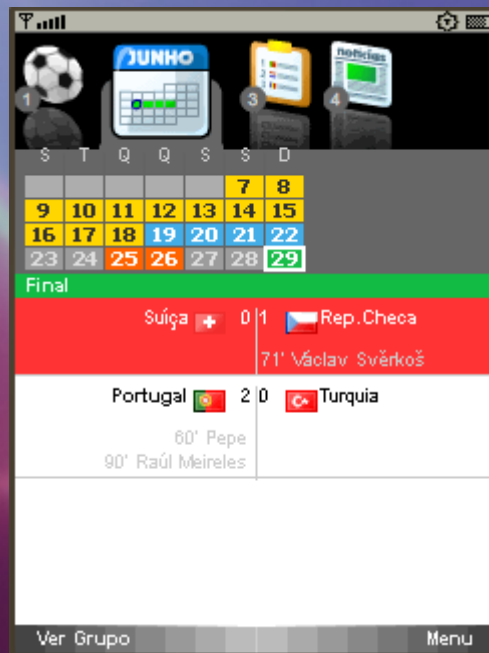 JUNHO
notícias
1
3
4
S T Q Q S S D
7 8
9 10 11 12 13 14 15
16 17 18 19 20 21 22
23 24 25 26 27 28 29
Final
Suíça 0 1 Rep.Checa
71' Václav Svěrkoš
Portugal 2 0 Turquia
60' Pepe
90' Raúl Meireles
Ver Grupo Menu